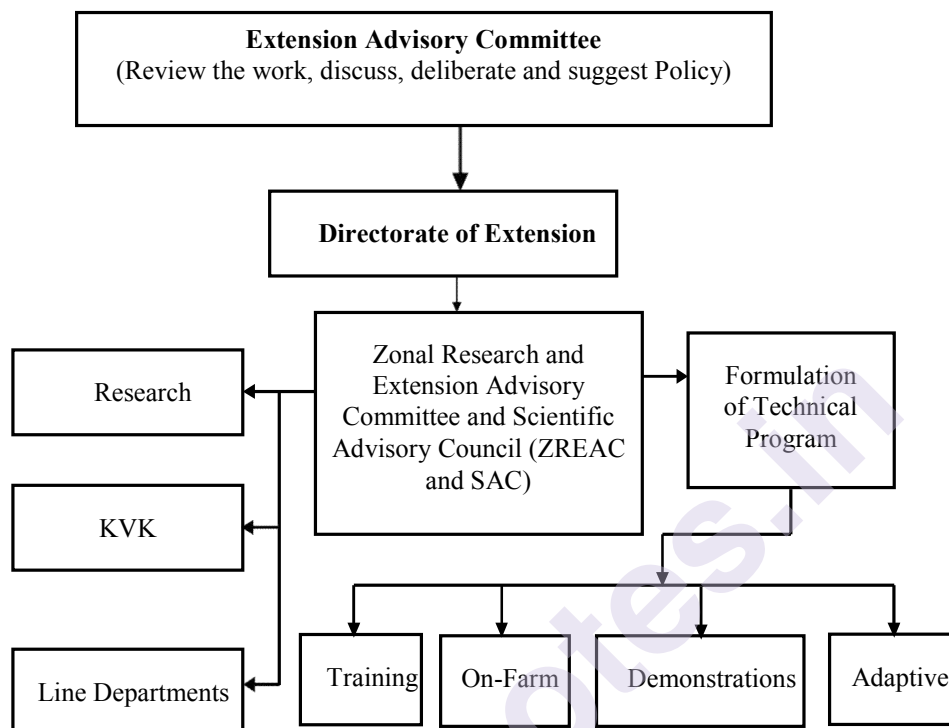 Extension Advisory Committee
(Review the work, discuss, deliberate and suggest Policy)
Directorate of Extension
Zonal Research and
Extension Advisory
Committee and Scientific
Advisory Council (ZREAC
and SAC)
Formulation
of Technical
Program
Research
KVK
Line Departments
Training
On-Farm
Demonstrations
Adaptive
otes.in